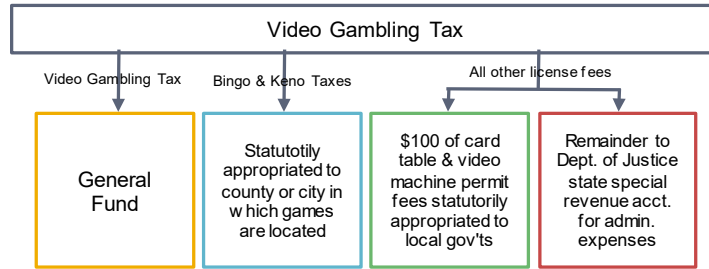 Video Gambling Tax
Video Gambling Tax
Bingo & Keno Taxes
All other license fees
General
Fund
Statutotily
appropriated to
county or city in
which games
are located
$100 of card
table & video
machine permit
fees statutorily
appropriated to
local gov'ts
Remainder to
Dept. of Justice
state special
revenue acct.
for admin.
expenses